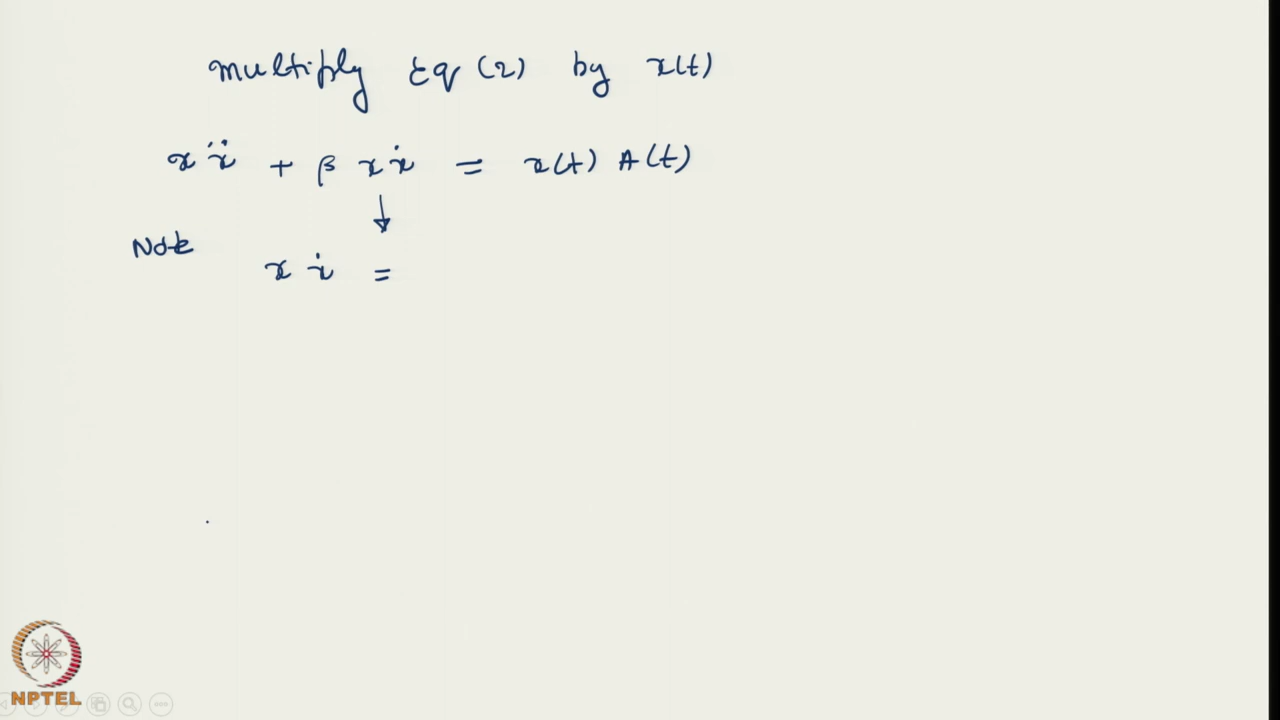 multiply Eq (2) by x(t)
x ẍ + β x ẋ = x(t) A(t)
↓
Note
x ẋ =
NPTEL